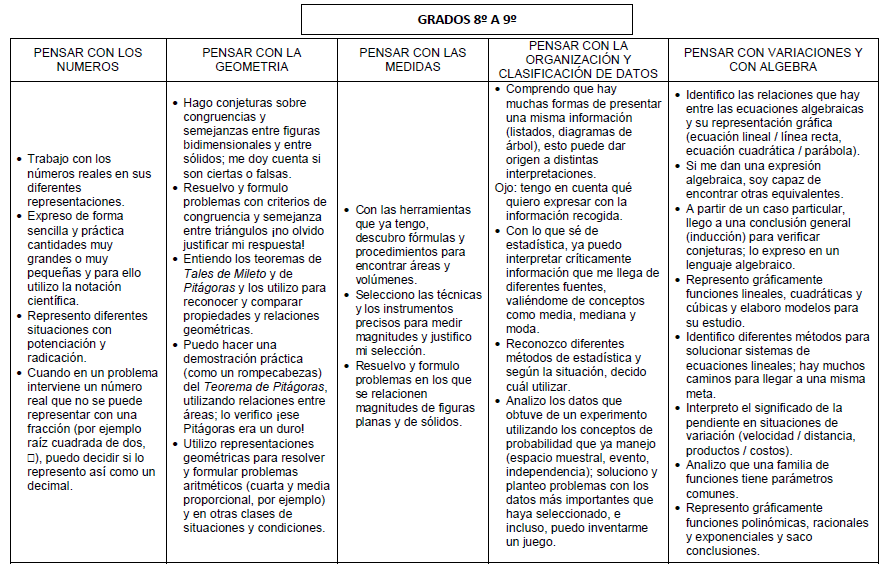 GRADOS 8º A 9º
PENSAR CON LOS
NUMEROS
PENSAR CON LA
GEOMETRIA
PENSAR CON LAS
MEDIDAS
PENSAR CON LA
ORGANIZACIÓN Y
CLASIFICACIÓN DE DATOS
PENSAR CON VARIACIONES Y
CON ALGEBRA
• Trabajo con los
números reales en sus
diferentes
representaciones.
• Expreso de forma
sencilla y práctica
cantidades muy
grandes o muy
pequeñas y para ello
utilizo la notación
científica.
• Represento diferentes
situaciones con
potenciación y
radicación.
• Cuando en un problema
interviene un número
real que no se puede
representar con una
fracción (por ejemplo
raíz cuadrada de dos,
□), puedo decidir si lo
represento así como un
decimal.
• Hago conjeturas sobre
congruencias y
semejanzas entre figuras
bidimensionales y entre
sólidos; me doy cuenta si
son ciertas o falsas.
• Resuelvo y formulo
problemas con criterios de
congruencia y semejanza
entre triángulos ¡no olvido
justificar mi respuesta!
• Entiendo los teoremas de
Tales de Mileto y de
Pitágoras y los utilizo para
reconocer y comparar
propiedades y relaciones
geométricas.
• Puedo hacer una
demostración práctica
(como un rompecabezas)
del Teorema de Pitágoras,
utilizando relaciones entre
áreas; lo verifico ¡ese
Pitágoras era un duro!
• Utilizo representaciones
geométricas para resolver
y formular problemas
aritméticos (cuarta y media
proporcional, por ejemplo)
y en otras clases de
situaciones y condiciones.
• Con las herramientas
que ya tengo,
descubro fórmulas y
procedimientos para
encontrar áreas y
volúmenes.
• Selecciono las técnicas
y los instrumentos
precisos para medir
magnitudes y justifico
mi selección.
• Resuelvo y formulo
problemas en los que
se relacionen
magnitudes de figuras
planas y de sólidos.
• Comprendo que hay
muchas formas de presentar
una misma información
(listados, diagramas de
árbol), esto puede dar
origen a distintas
interpretaciones.
Ojo: tengo en cuenta qué
quiero expresar con la
información recogida.
• Con lo que sé de
estadística, ya puedo
interpretar críticamente
información que me llega de
diferentes fuentes,
valiéndome de conceptos
como media, mediana y
moda.
• Reconozco diferentes
métodos de estadística y
según la situación, decido
cuál utilizar.
• Analizo los datos que
obtuve de un experimento
utilizando los conceptos de
probabilidad que ya manejo
(espacio muestral, evento,
independencia); soluciono y
planteo problemas con los
datos más importantes que
haya seleccionado, e
incluso, puedo inventarme
un juego.
• Identifico las relaciones que hay
entre las ecuaciones algebraicas
y su representación gráfica
(ecuación lineal / línea recta,
ecuación cuadrática / parábola).
• Si me dan una expresión
algebraica, soy capaz de
encontrar otras equivalentes.
• A partir de un caso particular,
llego a una conclusión general
(inducción) para verificar
conjeturas; lo expreso en un
lenguaje algebraico.
• Represento gráficamente
funciones lineales, cuadráticas y
cúbicas y elaboro modelos para
su estudio.
• Identifico diferentes métodos para
solucionar sistemas de
ecuaciones lineales; hay muchos
caminos para llegar a una misma
meta.
• Interpreto el significado de la
pendiente en situaciones de
variación (velocidad / distancia,
productos / costos).
• Analizo que una familia de
funciones tiene parámetros
comunes.
• Represento gráficamente
funciones polinómicas, racionales
y exponenciales y saco
conclusiones.